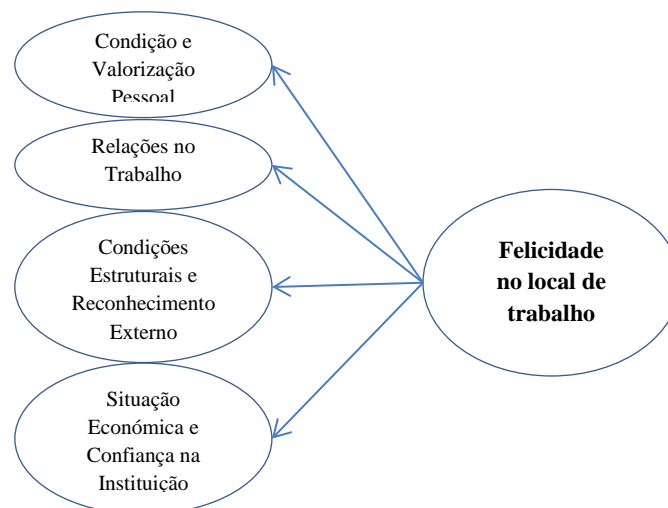 Condição e
Valorização
Pessoal
Relações no
Trabalho
Condições
Estruturais e
Reconhecimento
Externo
Situação
Económica e
Confiança na
Instituição
Felicidade
no local de
trabalho